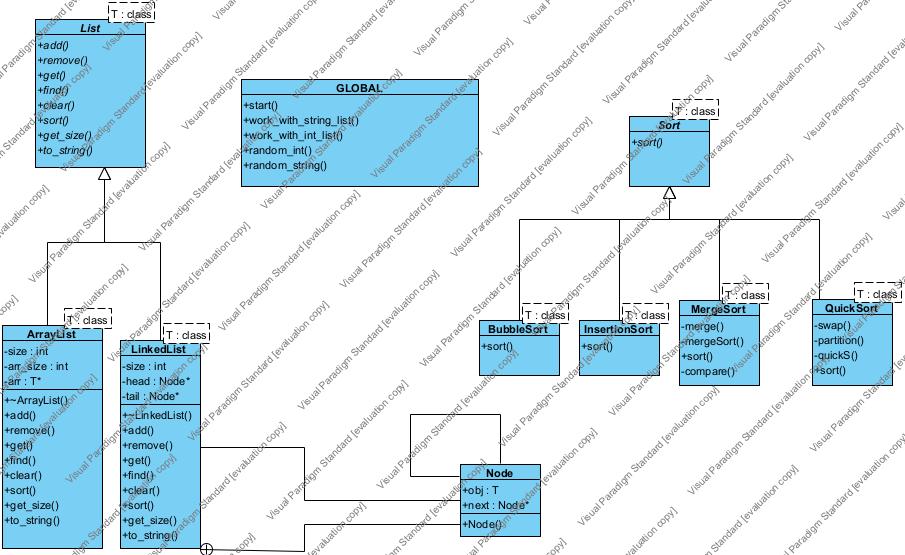 T : class
List
+add()
+remove()
+get()
+find()
+clear()
+sort()
+get_size()
+to_string()
GLOBAL
+start()
+work_with_string_list()
+work_with_int_list()
+random_int()
+random_string()
T : class
Sort
+sort()
T : class
ArrayList
-size : int
-arr_size : int
-arr : T*
+~ArrayList()
+add()
+remove()
+get()
+find()
+clear()
+sort()
+get_size()
+to_string()
T : class
LinkedList
-size : int
-head : Node*
-tail : Node*
+~LinkedList()
+add()
+remove()
+get()
+find()
+clear()
+sort()
+get_size()
+to_string()
T : class
BubbleSort
+sort()
T : class
InsertionSort
+sort()
T : class
MergeSort
-merge()
-mergeSort()
+sort()
-compare()
T : class
QuickSort
-swap()
-partition()
-quickS()
+sort()
Node
+obj : T
+next : Node*
+Node()
Visual Paradigm Standard [evaluation copy]